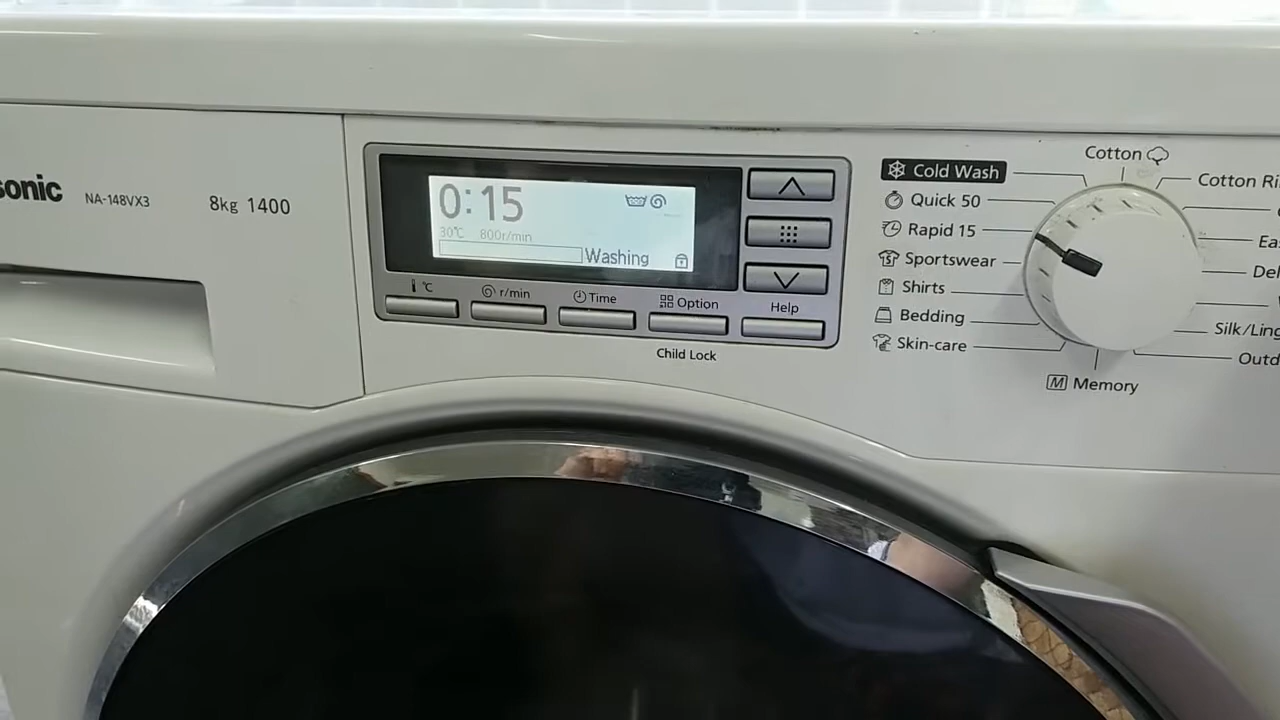 sonic NA-148VX3 8kg 1400
0:15
30℃ 800r/min
Washing
℃ r/min Time Option Help
Child Lock
Cold Wash
Quick 50
Rapid 15
Sportswear
Shirts
Bedding
Skin-care
Cotton
Cotton Ri
Eas
Del
Silk/Ling
Outd
M Memory